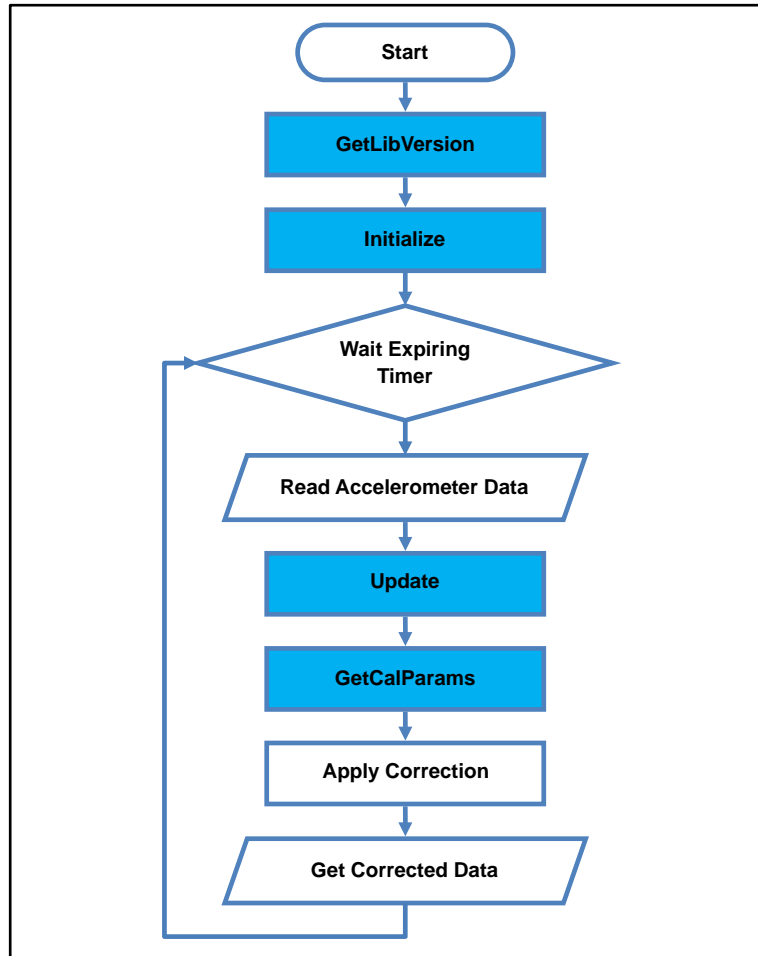 Start
GetLibVersion
Initialize
Wait Expiring
Timer
Read Accelerometer Data
Update
GetCalParams
Apply Correction
Get Corrected Data